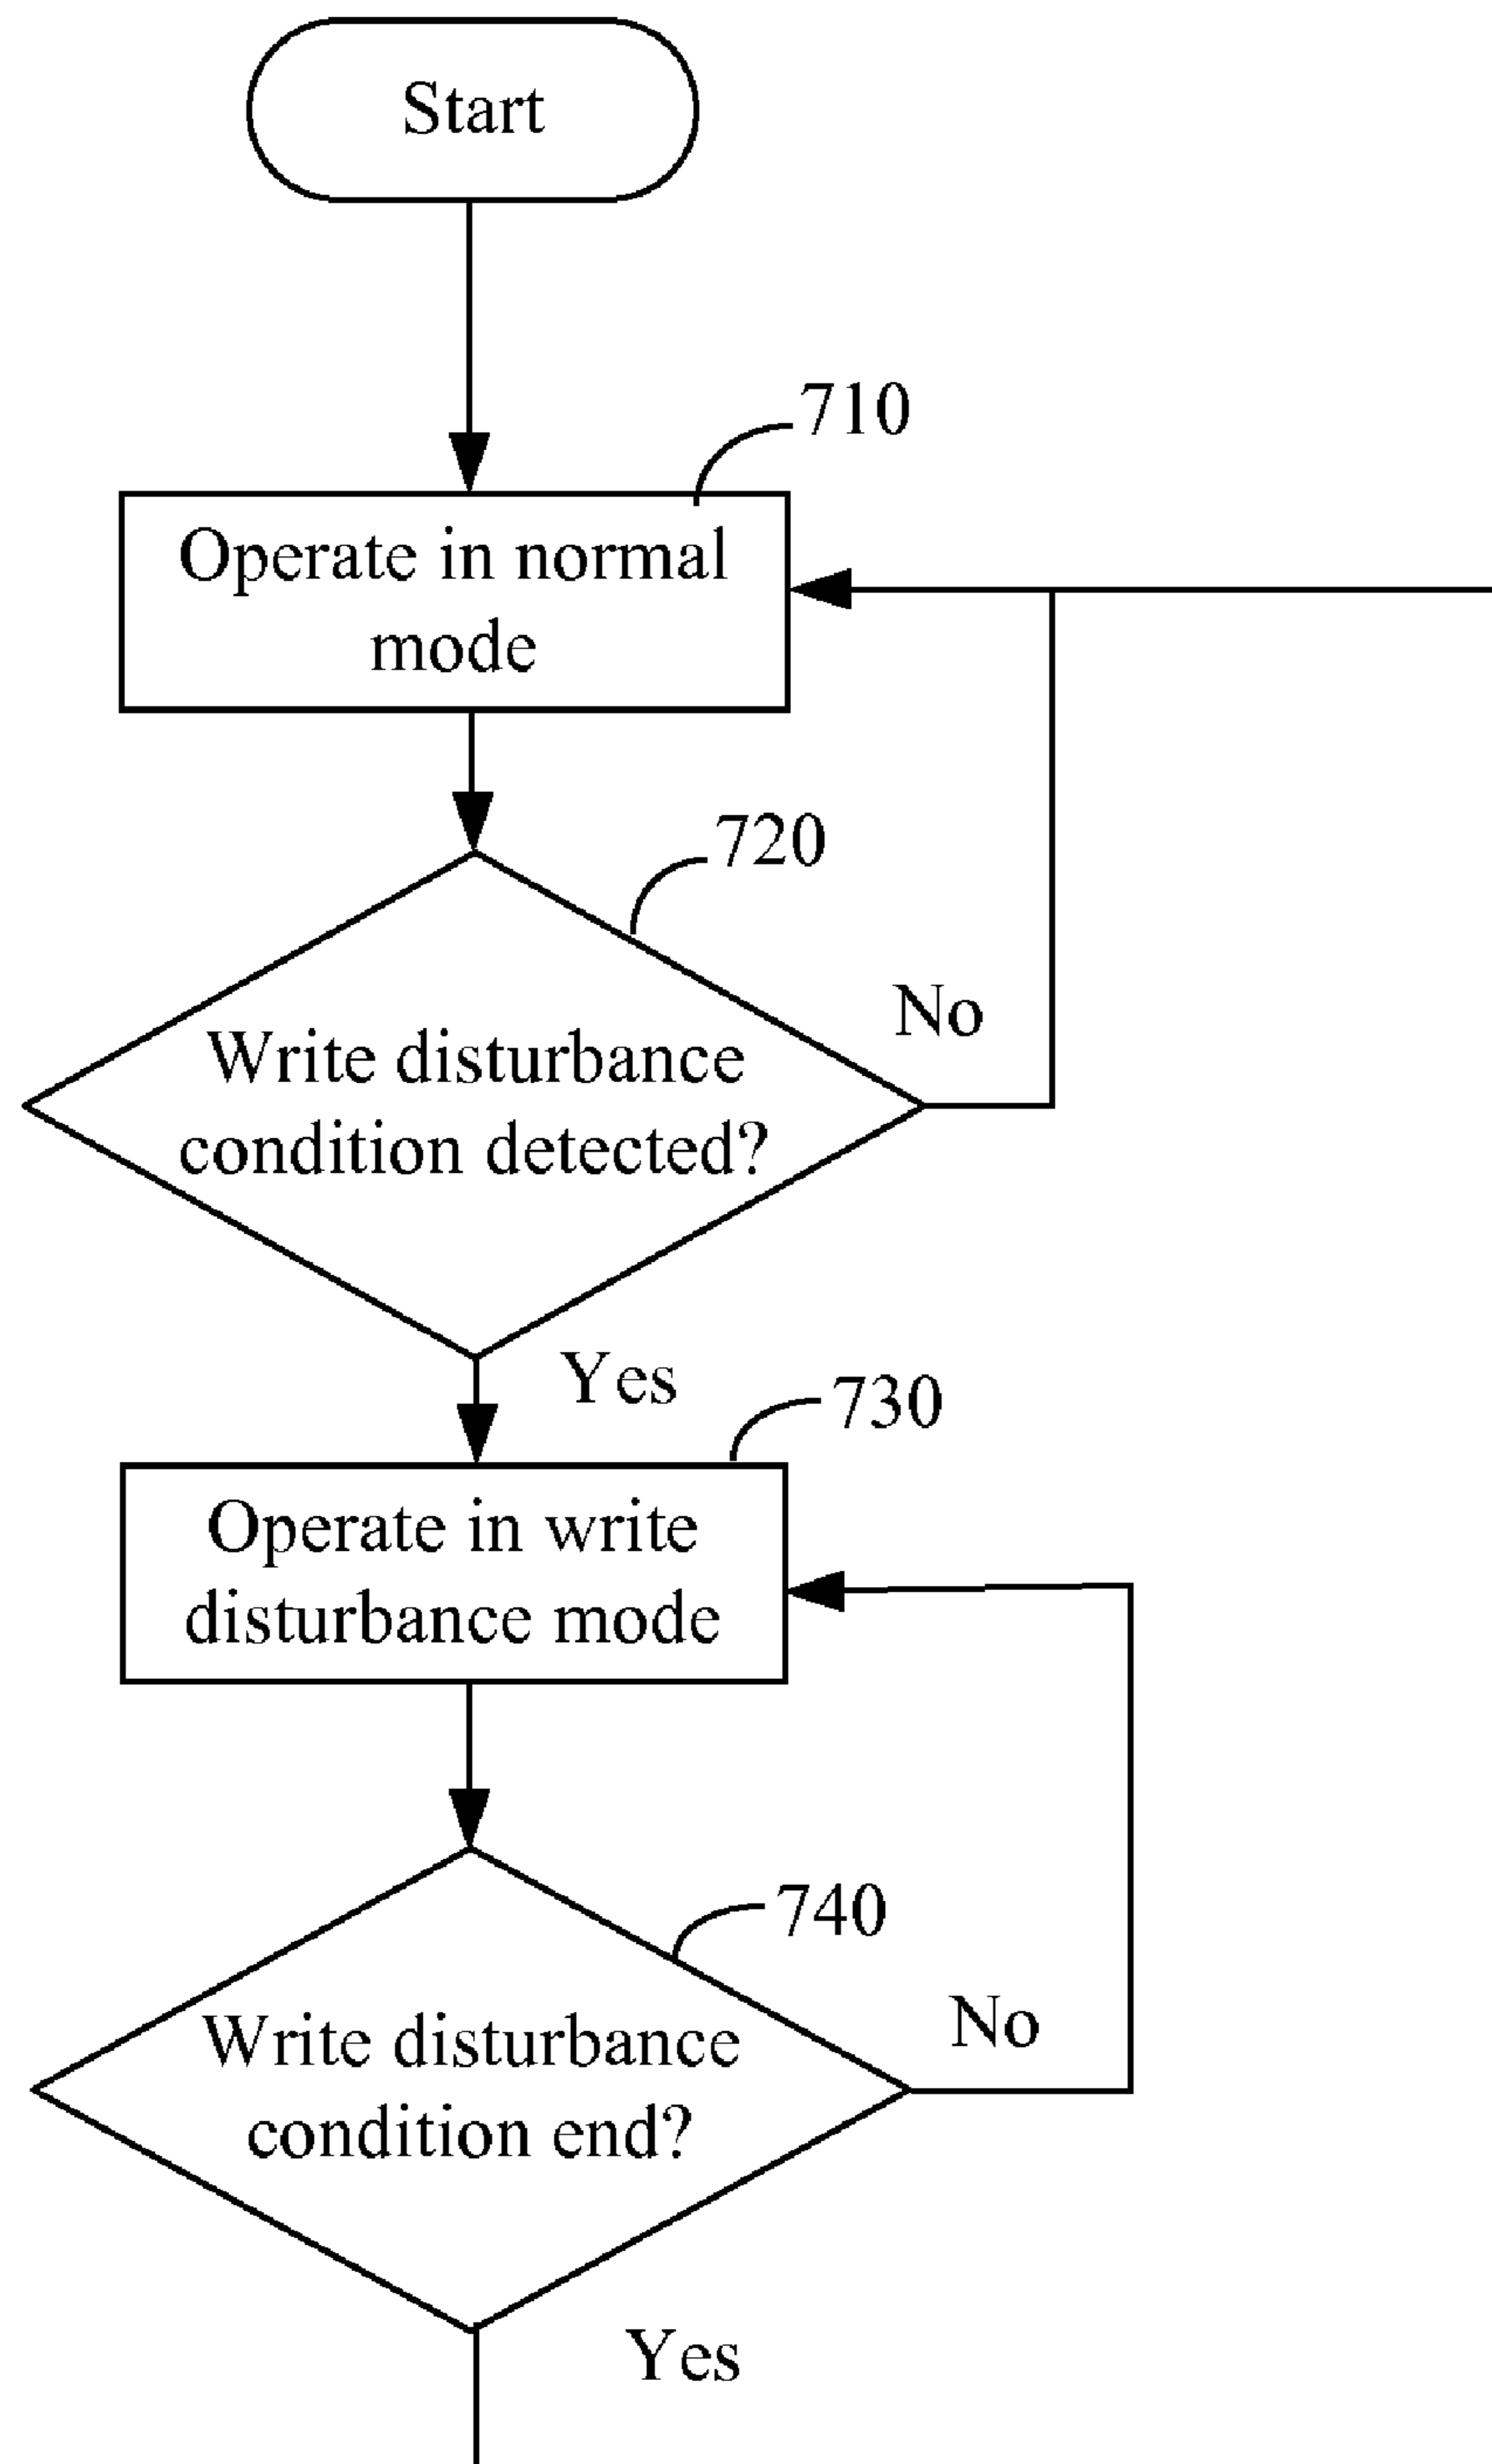 Start
710
Operate in normal
mode
720
No
Write disturbance
condition detected?
Yes
730
Operate in write
disturbance mode
740
No
Write disturbance
condition end?
Yes